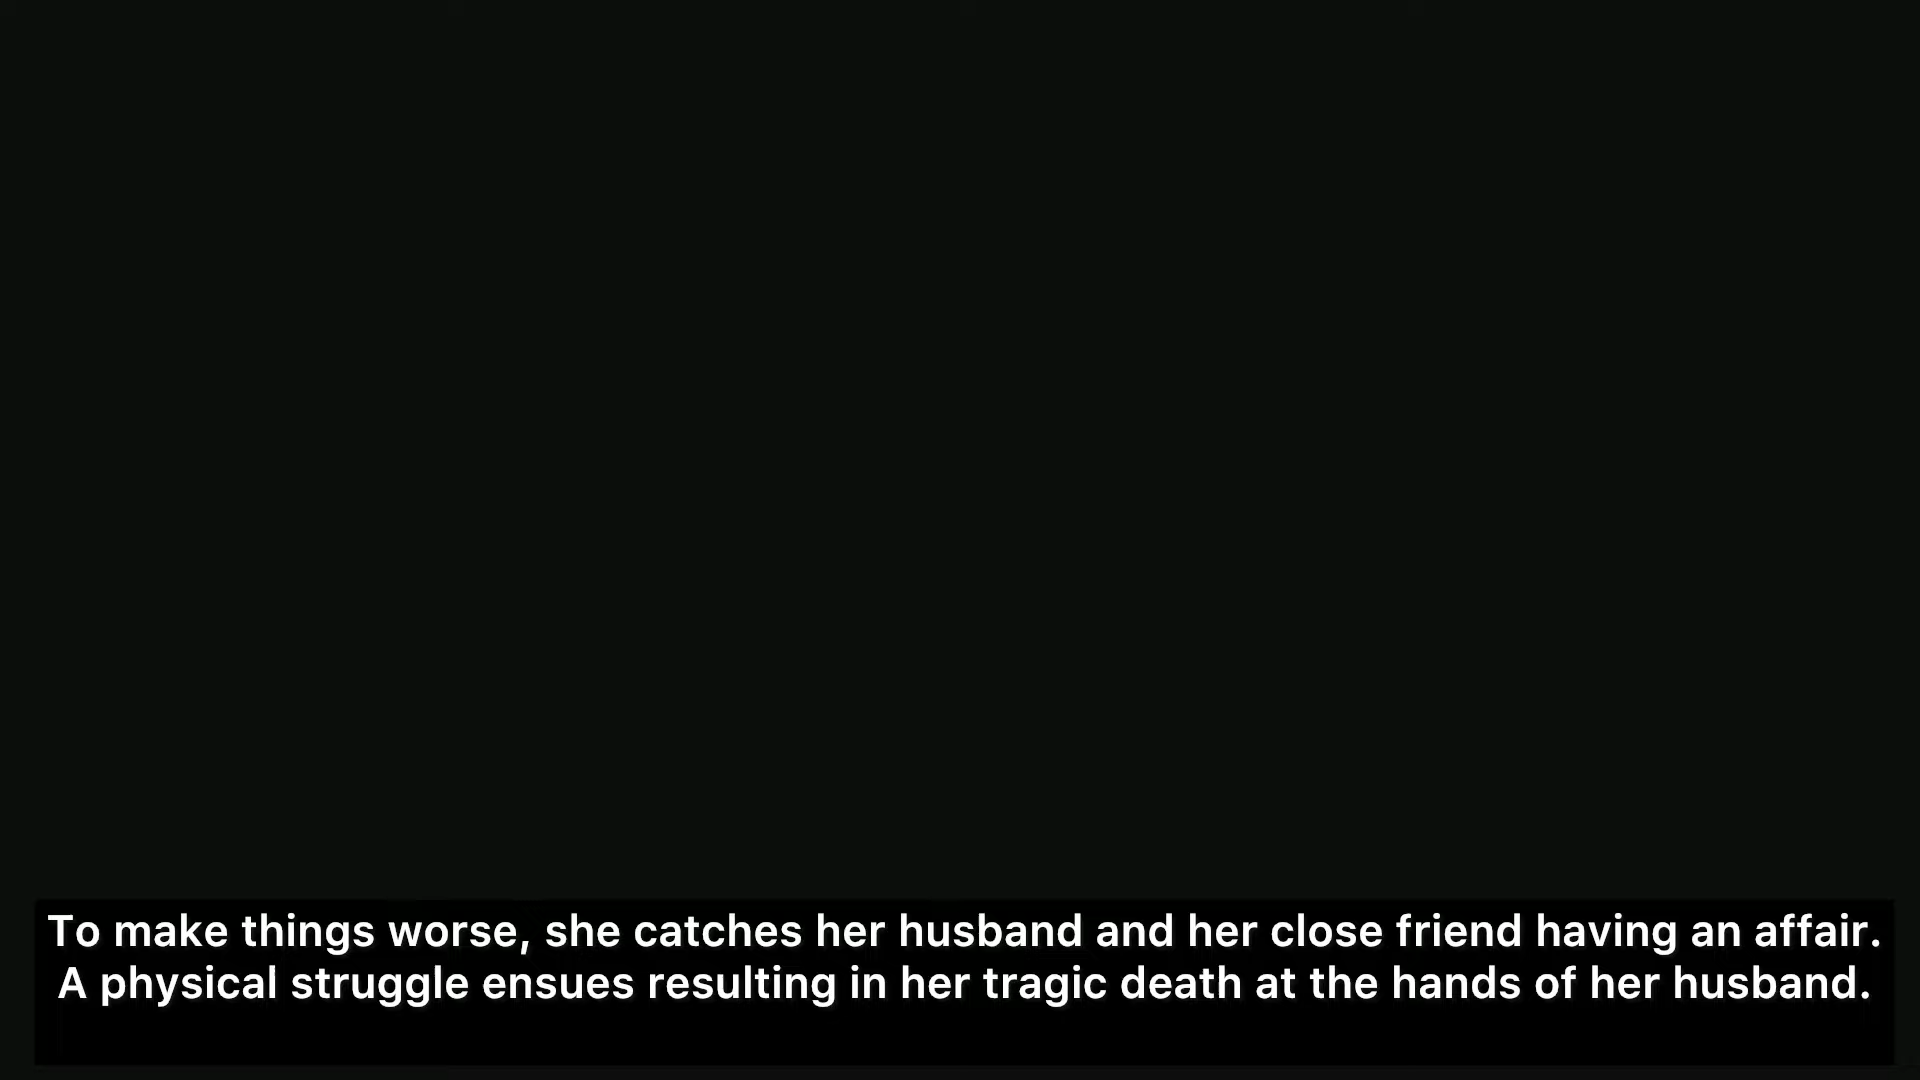 To make things worse, she catches her husband and her close friend having an affair.
A physical struggle ensues resulting in her tragic death at the hands of her husband.